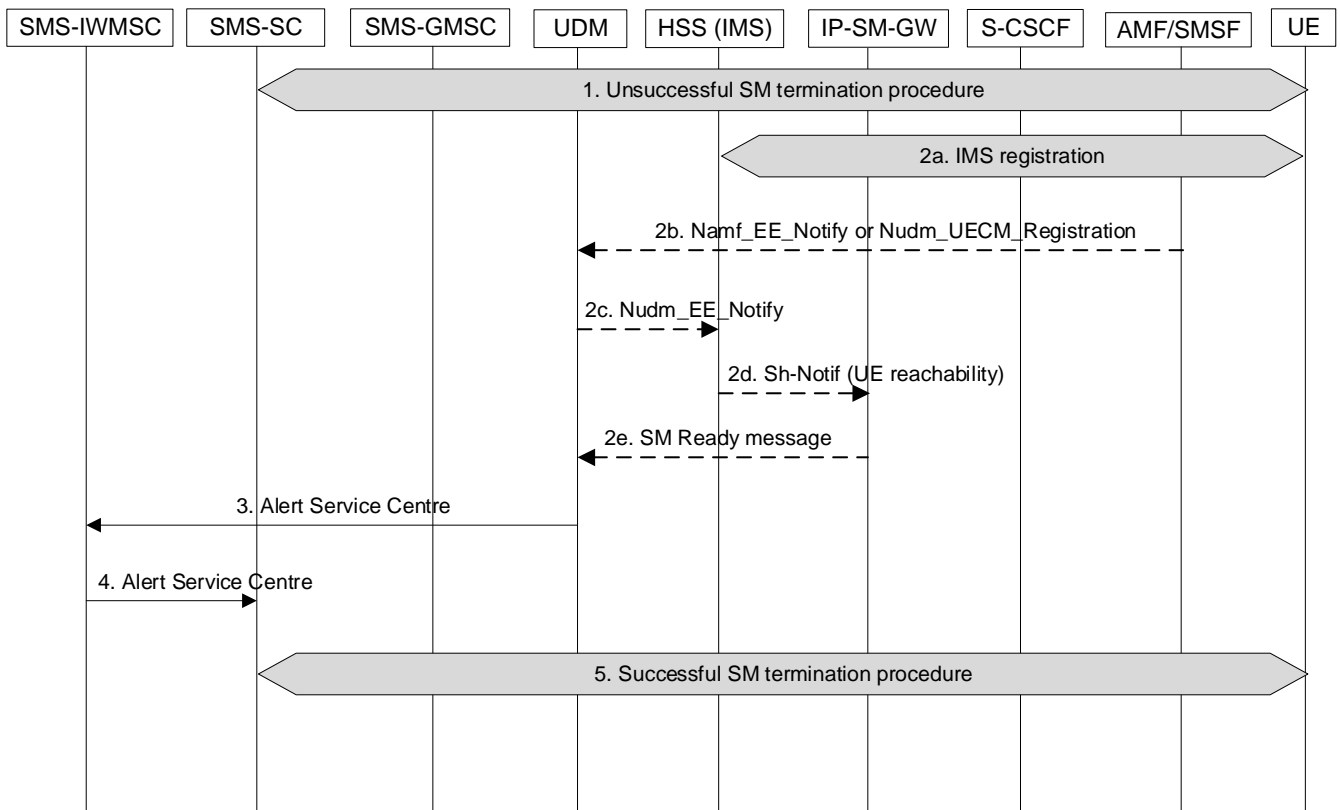 SMS-IWMSC
SMS-SC
SMS-GMSC
UDM
HSS (IMS)
IP-SM-GW
S-CSCF
AMF/SMSF
UE
1. Unsuccessful SM termination procedure
2a. IMS registration
2b. Namf_EE_Notify or Nudm_UECM_Registration
2c. Nudm_EE_Notify
2d. Sh-Notif (UE reachability)
2e. SM Ready message
3. Alert Service Centre
4. Alert Service Centre
5. Successful SM termination procedure